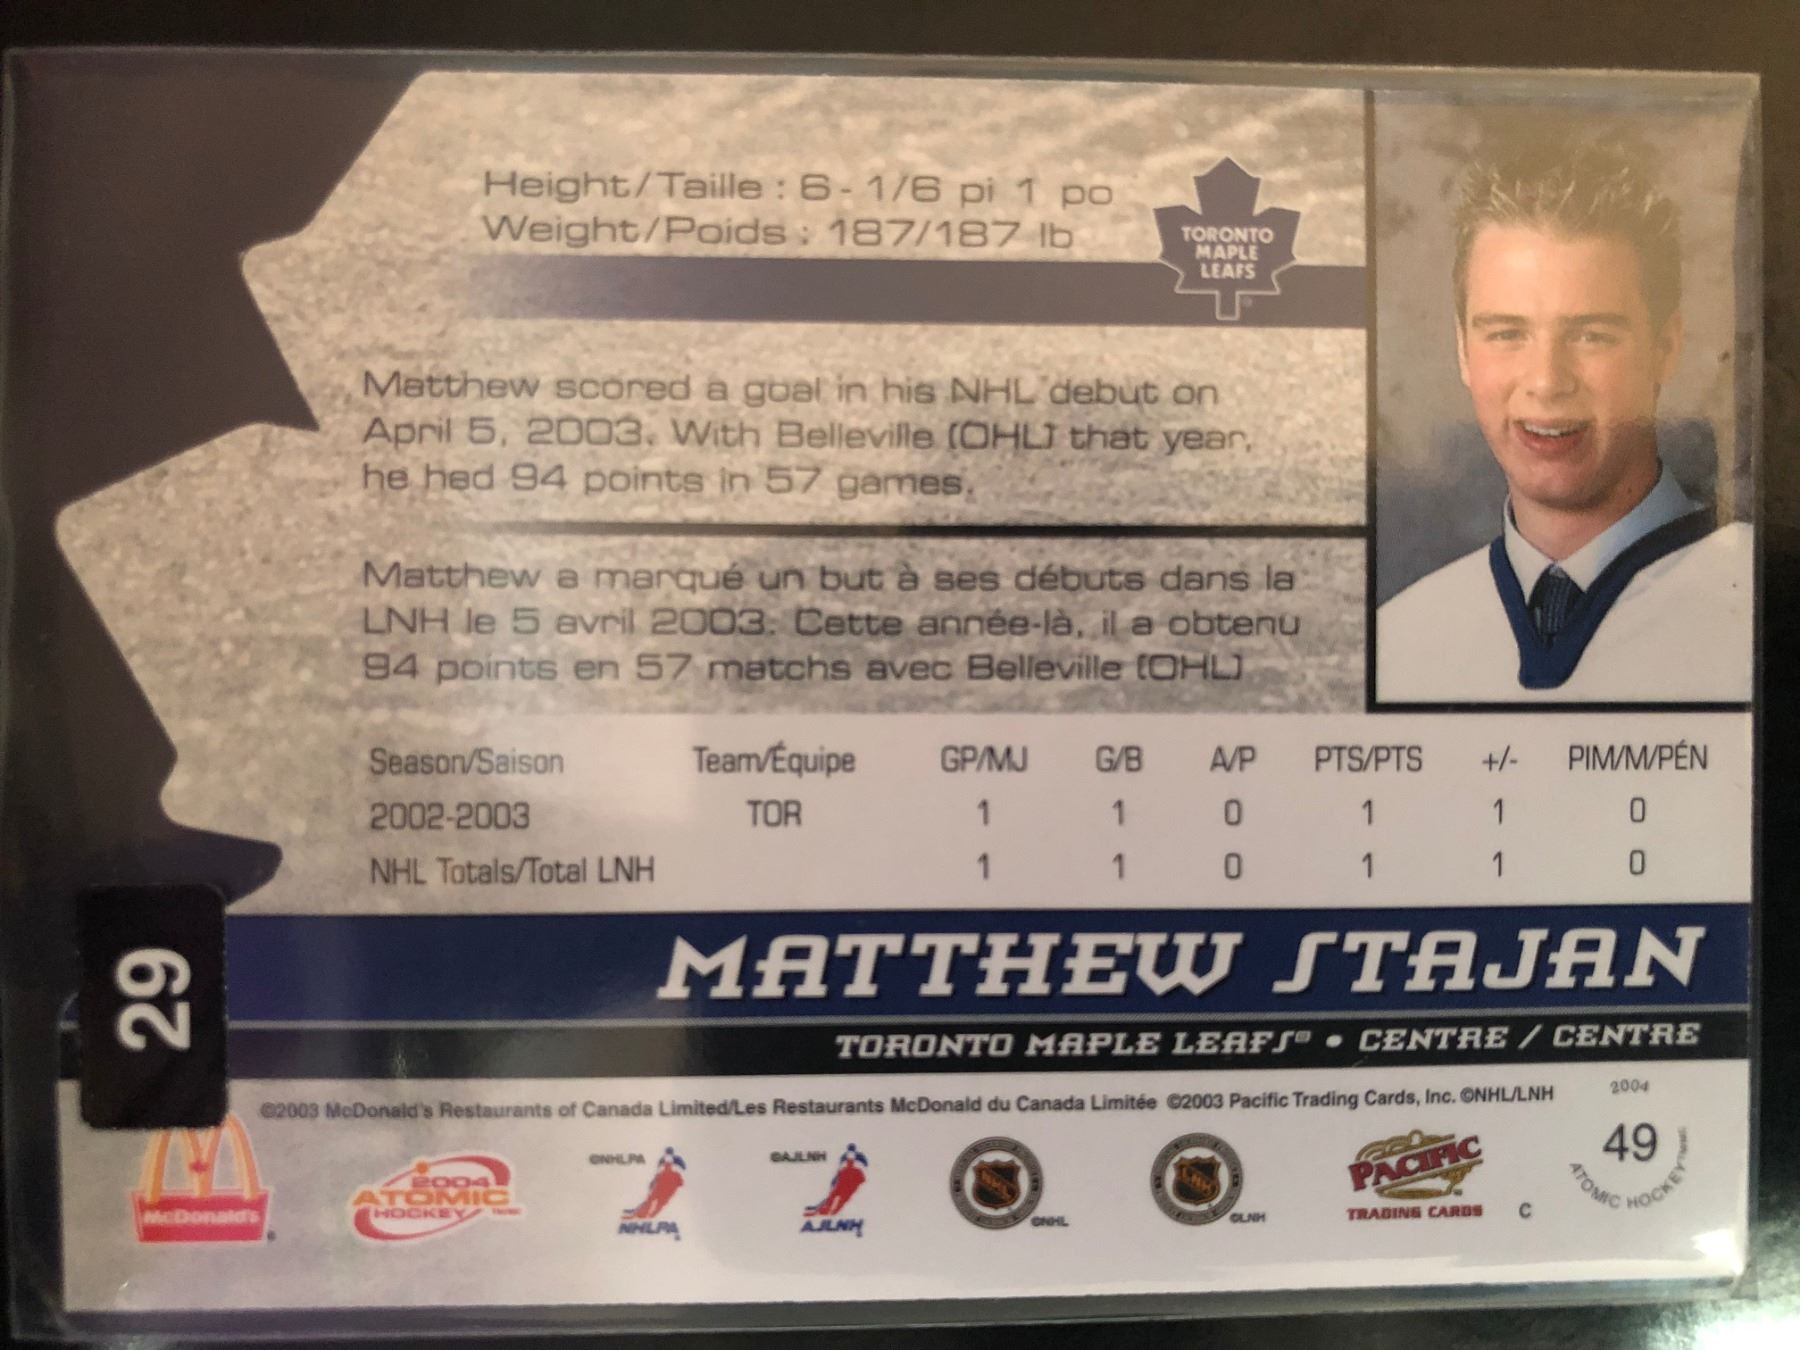 Height/Taille : 6 - 1/6 pi 1 po
Weight/Poids : 187/187 lb
TORONTO
MAPLE
LEAFS
Matthew scored a goal in his NHL debut on
April 5, 2003. With Belleville (OHL) that year,
he had 94 points in 57 games.
Matthew a marqué un but à ses débuts dans la
LNH le 5 avril 2003. Cette année-là, il a obtenu
94 points en 57 matchs avec Belleville (OHL)
Season/Saison Team/Équipe GP/MJ G/B A/P PTS/PTS +/- PIM/M/PÉN
2002-2003 TOR 1 1 0 1 1 0
NHL Totals/Total LNH 1 1 0 1 1 0
29
MATTHEW STAJAN
TORONTO MAPLE LEAFS • CENTRE / CENTRE
©2003 McDonald's Restaurants of Canada Limited/Les Restaurants McDonald du Canada Limitée ©2003 Pacific Trading Cards, Inc. ©NHL/LNH
McDonald's
2004
ATOMIC
HOCKEY
©NHLPA
NHLPA
©AJLNH
AJLNH
NHL
©NHL
LNH
©LNH
PACIFIC
TRADING CARDS
C
2004
49
ATOMIC HOCKEY